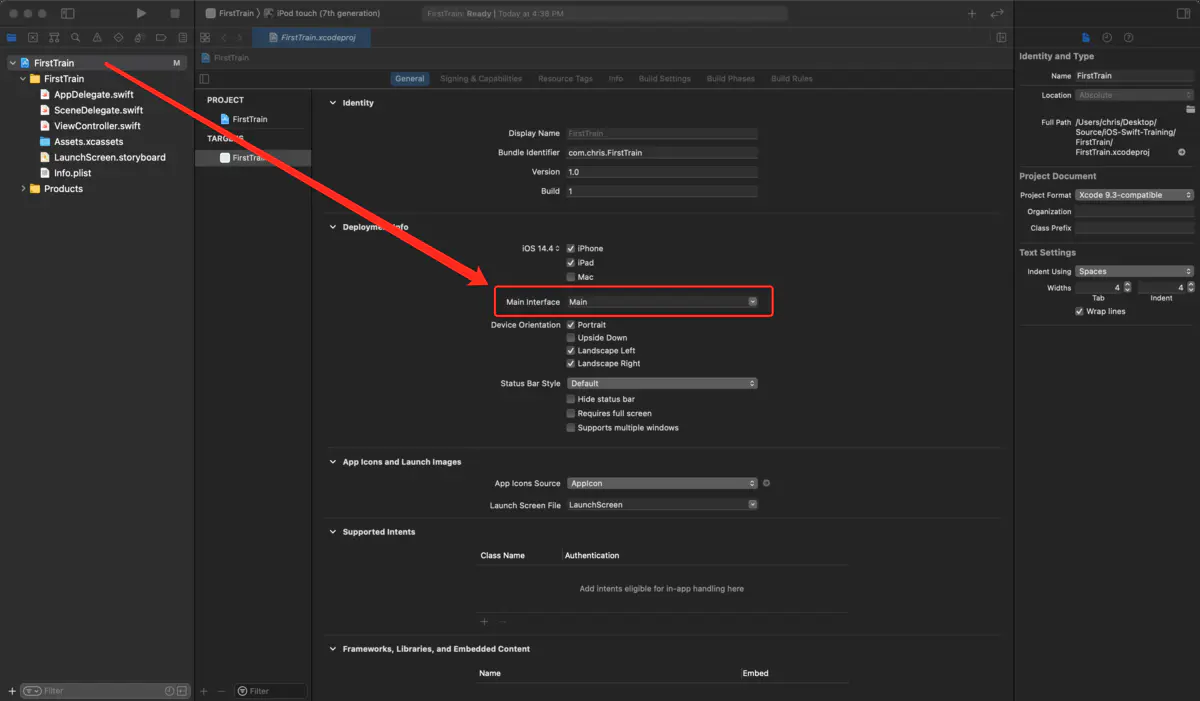 FirstTrain 〉 iPod touch (7th generation)
FirstTrain: Ready | Today at 4:38 PM
FirstTrain.xcodeproj
FirstTrain M
FirstTrain
AppDelegate.swift
SceneDelegate.swift
ViewController.swift
Assets.xcassets
LaunchScreen.storyboard
Info.plist
Products
Filter
FirstTrain
General Signing & Capabilities Resource Tags Info Build Settings Build Phases Build Rules
PROJECT
FirstTrain
TARGETS
FirstTrain
Filter
Identity
Display Name FirstTrain
Bundle Identifier com.chris.FirstTrain
Version 1.0
Build 1
Deployment Info
iOS 14.4 iPhone
iPad
Mac
Main Interface Main
Device Orientation Portrait
Upside Down
Landscape Left
Landscape Right
Status Bar Style Default
Hide status bar
Requires full screen
Supports multiple windows
App Icons and Launch Images
App Icons Source AppIcon
Launch Screen File LaunchScreen
Supported Intents
Class Name Authentication
Add intents eligible for in-app handling here
Frameworks, Libraries, and Embedded Content
Name Embed
Identity and Type
Name FirstTrain
Location Absolute
Full Path /Users/chris/Desktop/
Source/iOS-Swift-Training/
FirstTrain/
FirstTrain.xcodeproj
Project Document
Project Format Xcode 9.3-compatible
Organization
Class Prefix
Text Settings
Indent Using Spaces
Widths 4 4
Tab Indent
Wrap lines